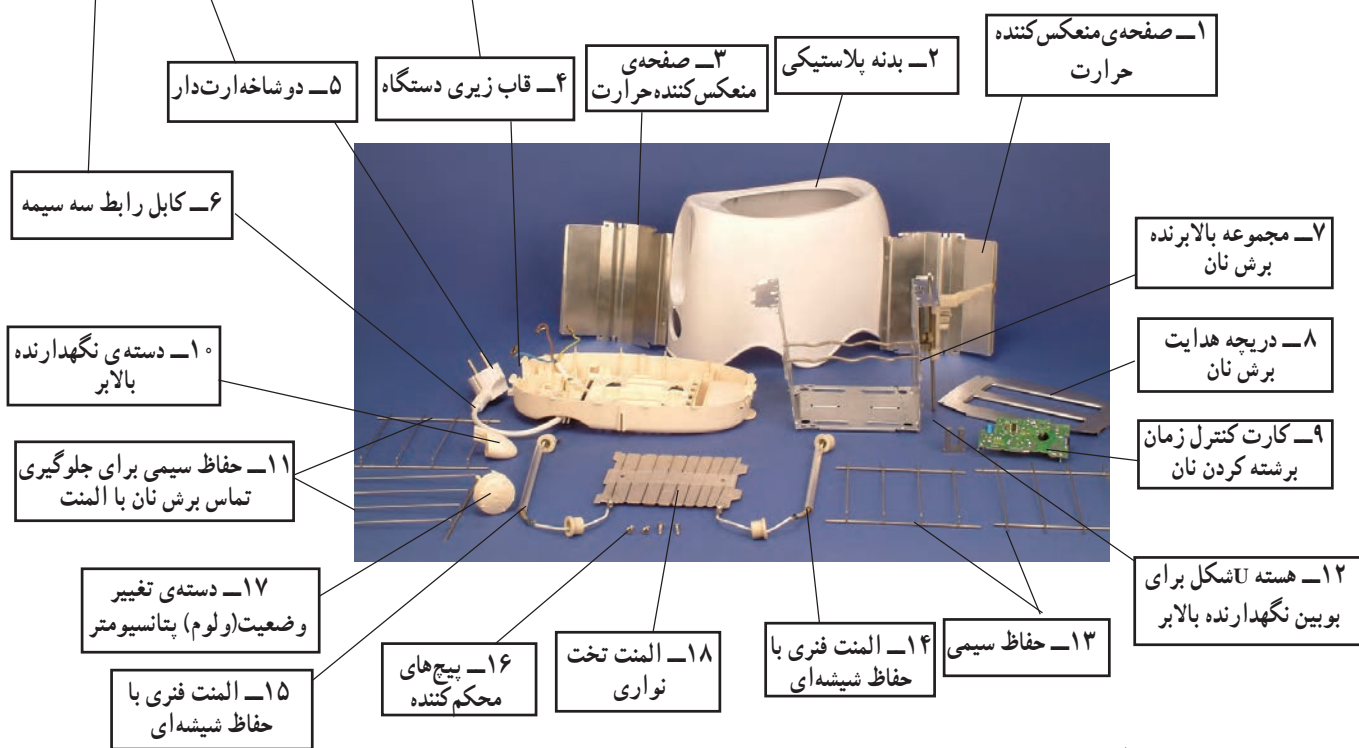 ۱ــ صفحه‌ی‌منعکس‌کننده
حرارت
۲ــ بدنه پلاستیکی
۳ــ صفحه‌ی
منعکس‌کننده‌حرارت
۴ــ قاب زیری دستگاه
۵ــ دوشاخه‌ارت‌دار
۶ــ کابل رابط سه سیمه
۷ــ مجموعه بالابرنده
برش نان
۸ــ دریچه هدایت
برش نان
۹ــ کارت کنترل زمان
برشته کردن نان
۱۰ــ دسته‌ی نگهدارنده
بالابر
۱۱ــ حفاظ سیمی برای جلوگیری
تماس برش نان با المنت
۱۲ــ هسته Uشکل برای
بوبین نگهدارنده بالابر
۱۳ــ حفاظ سیمی
۱۴ــ المنت فنری با
حفاظ شیشه‌ای
۱۵ــ المنت فنری با
حفاظ شیشه‌ای
۱۶ــ پیچ‌های
محکم‌کننده
۱۷ــ دسته‌ی تغییر
وضعیت(ولوم) پتانسیومتر
۱۸ــ المنت تخت
نواری